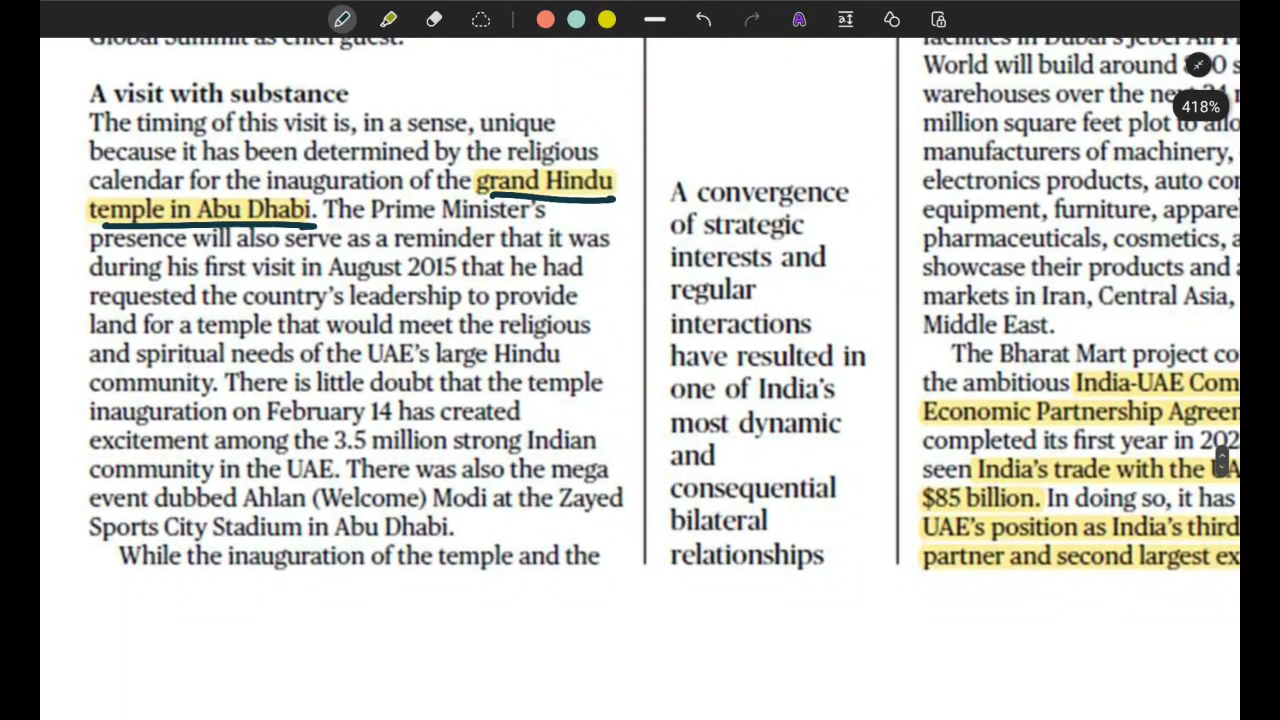 418%
Global Summit as chief guest.
A visit with substance
The timing of this visit is, in a sense, unique
because it has been determined by the religious
calendar for the inauguration of the grand Hindu
temple in Abu Dhabi. The Prime Minister's
presence will also serve as a reminder that it was
during his first visit in August 2015 that he had
requested the country's leadership to provide
land for a temple that would meet the religious
and spiritual needs of the UAE's large Hindu
community. There is little doubt that the temple
inauguration on February 14 has created
excitement among the 3.5 million strong Indian
community in the UAE. There was also the mega
event dubbed Ahlan (Welcome) Modi at the Zayed
Sports City Stadium in Abu Dhabi.
While the inauguration of the temple and the
A convergence
of strategic
interests and
regular
interactions
have resulted in
one of India's
most dynamic
and
consequential
bilateral
relationships
facilities in Dubai's Jebel Ali
World will build around
warehouses over the
million square feet plot to
manufacturers of machinery,
electronics products, auto
equipment, furniture,
pharmaceuticals, cosmetics,
showcase their products and
markets in Iran, Central Asia,
Middle East.
The Bharat Mart project
the ambitious India-UAE
Economic Partnership
completed its first year in
seen India's trade with the
$85 billion. In doing so, it has
UAE's position as India's third
partner and second largest